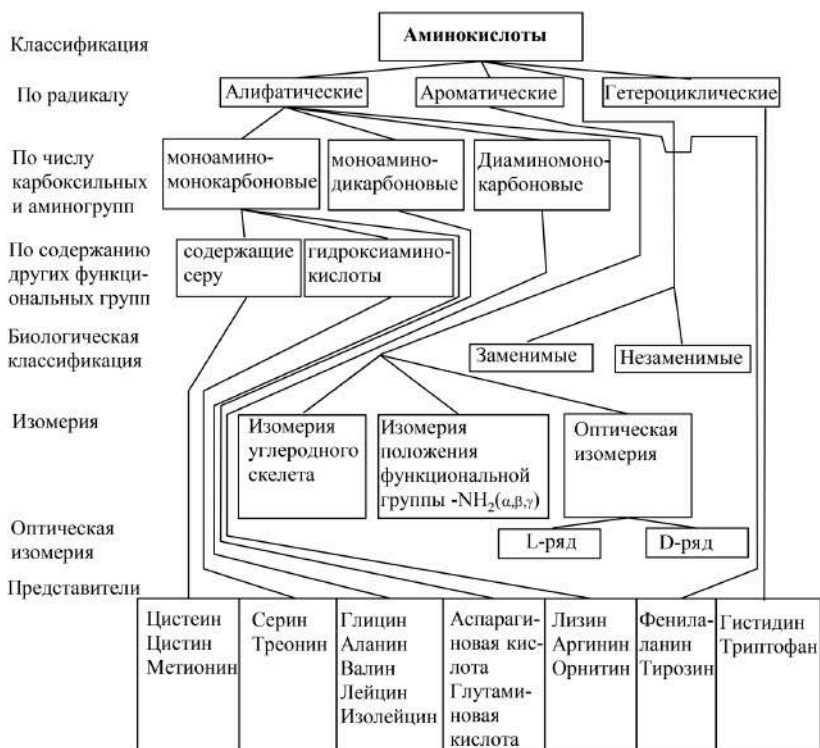 Аминокислоты
Классификация
По радикалу
Алифатические
Ароматические
Гетероциклические
По числу
карбоксильных
и аминогрупп
моноамино-
монокарбоновые
моноамино-
дикарбоновые
Диаминомоно-
карбоновые
По содержанию
других функци-
ональных групп
содержащие
серу
гидроксиамино-
кислоты
Биологическая
классификация
Заменимые
Незаменимые
Изомерия
Изомерия
углеродного
скелета
Изомерия
положения
функциональной
группы -NH₂(α,β,γ)
Оптическая
изомерия
Оптическая
изомерия
L-ряд
D-ряд
Представители
Цистеин
Цистин
Метионин
Серин
Треонин
Глицин
Аланин
Валин
Лейцин
Изолейцин
Аспараги-
новая кис-
лота
Глутами-
новая
кислота
Лизин
Аргинин
Орнитин
Фенила-
ланин
Тирозин
Гистидин
Триптофан